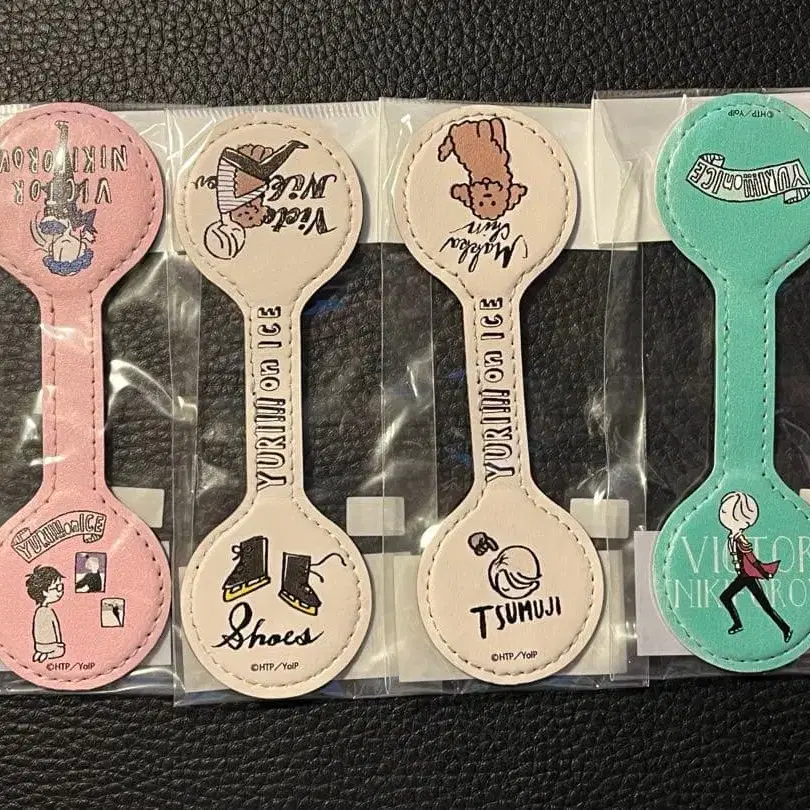 VICTOR
NIKIFOROV
YURI!!! on ICE
©HTP/YoIP
Victor
Nikiforov
YURI!!! on ICE
Shoes
©HTP/YoIP
Makka
chin
YURI!!! on ICE
TSUMUJI
©HTP/YoIP
©HTP/YoIP
YURI!!! on ICE
VICTOR
NIKIFOROV